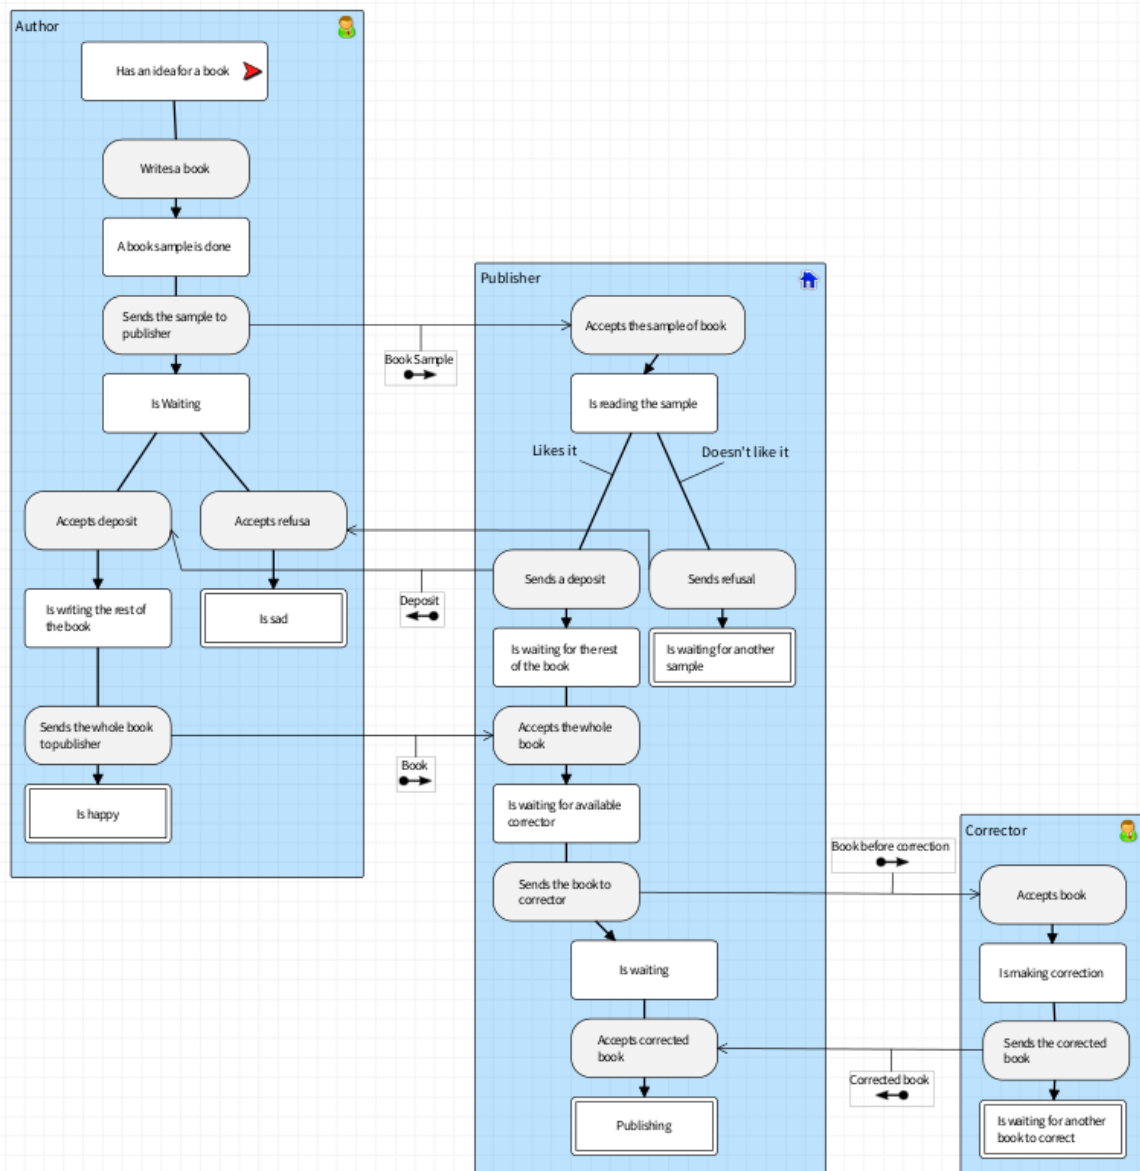 Author
Has an idea for a book
Writes a book
A book sample is done
Sends the sample to
publisher
Is Waiting
Accepts deposit
Accepts refusa
Is writing the rest of
the book
Is sad
Sends the whole book
to publisher
Is happy
Book Sample
Deposit
Book
Publisher
Accepts the sample of book
Is reading the sample
Likes it
Doesn't like it
Sends a deposit
Sends refusal
Is waiting for the rest
of the book
Is waiting for another
sample
Accepts the whole
book
Is waiting for available
corrector
Sends the book to
corrector
Is waiting
Accepts corrected
book
Publishing
Book before correction
Corrected book
Corrector
Accepts book
Is making correction
Sends the corrected
book
Is waiting for another
book to correct